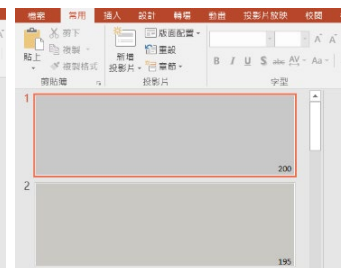 檔案 常用 插入 設計 轉場 動畫 投影片放映 校閱
貼上
剪下
複製
複製格式
剪貼簿
新增
投影片
版面配置
重設
章節
投影片
B I U S abc AV Aa
A A
字型
1
200
2
195